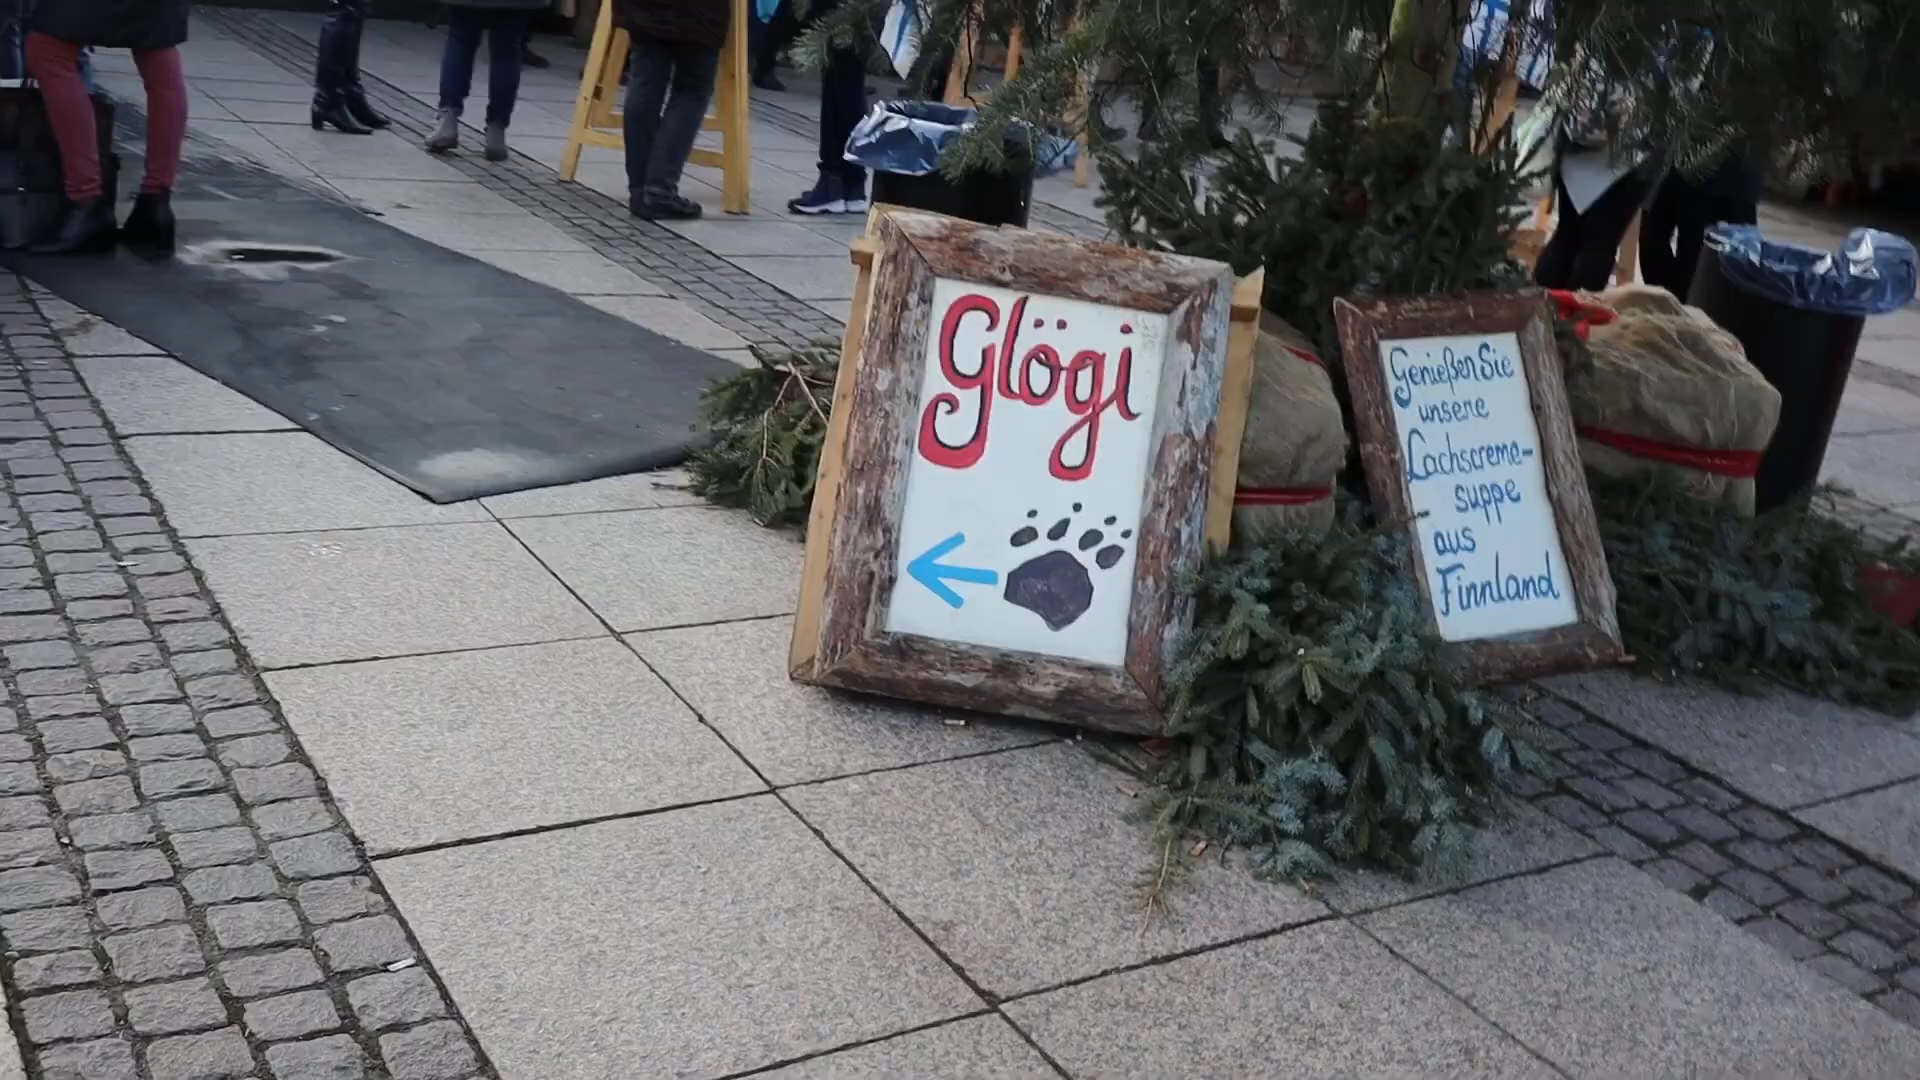 Glögi
Genießen Sie
unsere
Lachscreme-
suppe
aus
Finnland